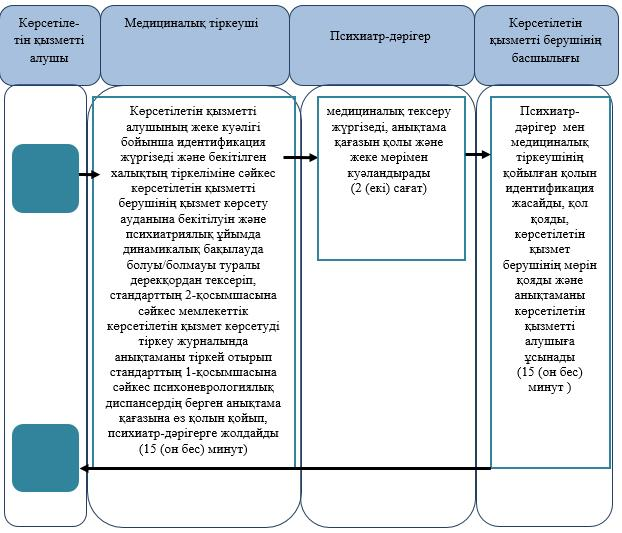 Көрсетіле-
тін қызметті
алушы
Медициналық тіркеуші
Психиатр-дәрігер
Көрсетілетін
қызметті берушінің
басшылығы
Көрсетілетін қызметті
алушының жеке куәлігі
бойынша идентификация
жүргізеді және бекітілген
халықтың тіркеліміне сәйкес
көрсетілетін қызметті
берушінің қызмет көрсету
ауданына бекітілуін және
психиатриялық ұйымда
динамикалық бақылауда
болуы/болмауы туралы
дерекқордан тексеріп,
стандарттың 2-қосымшасына
сәйкес мемлекеттік
көрсетілетін қызмет көрсетуді
тіркеу журналында
анықтаманы тіркей отырып
стандарттың 1-қосымшасына
сәйкес психоневрологиялық
диспансердің берген анықтама
қағазына өз қолын қойып,
психиатр-дәрігерге жолдайды
(15 (он бес) минут)
медициналық тексеру
жүргізеді, анықтама
қағазын қолы және
жеке мөрімен
куәландырады
(2 (екі) сағат)
Психиатр-
дәрігер мен
медициналық
тіркеушінің
қойылған қолын
идентификация
жасайды, қол
қояды,
көрсетілетін
қызмет
берушінің мөрін
қояды және
анықтаманы
көрсетілетін
қызметті
алушыға
ұсынады
(15 (он бес)
минут )